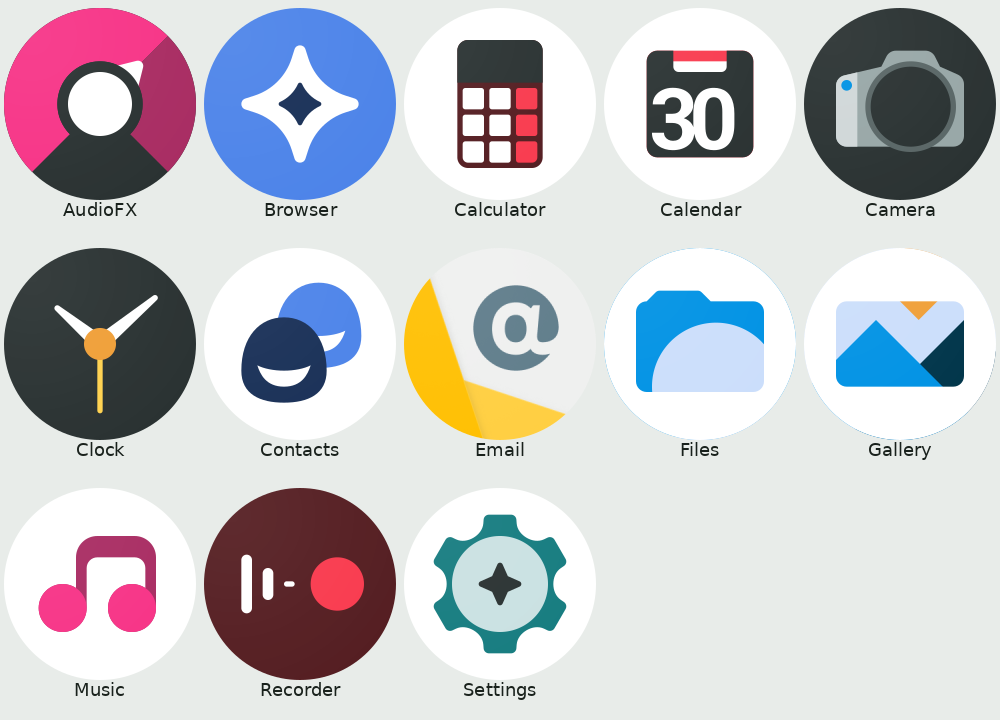 AudioFX
Browser
Calculator
30
Calendar
Camera
Clock
Contacts
@
Email
Files
Gallery
Music
Recorder
Settings